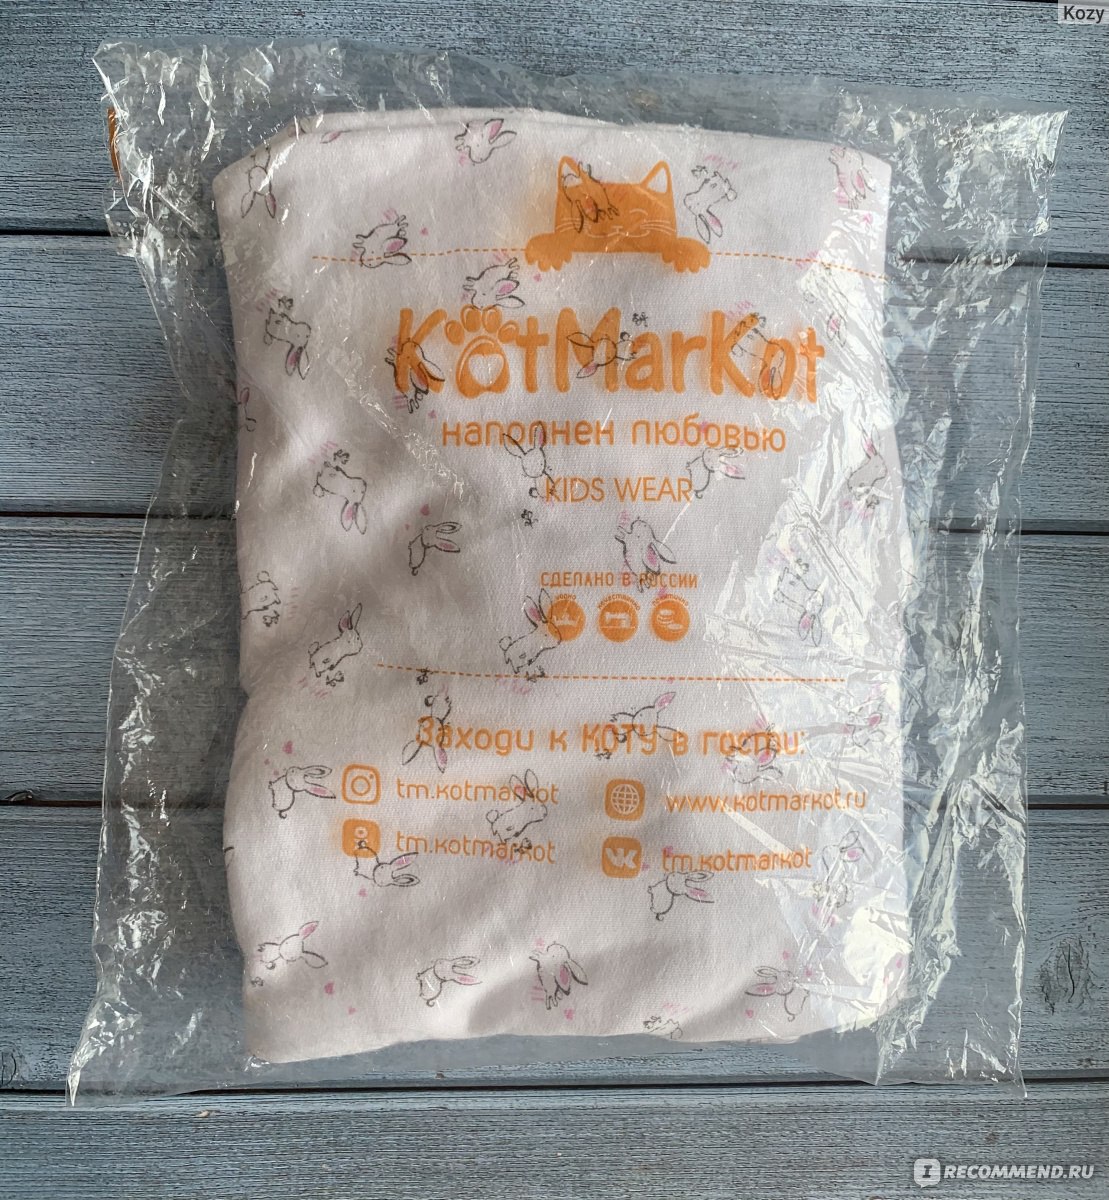 Kozy
KotMarKot
наполнен любовью
KIDS WEAR
СДЕЛАНО В РОССИИ
Заходи к КОТУ в гости:
tm.kotmarkot
www.kotmarkot.ru
tm.kotmarkot
tm.kotmarkot
IRECOMMEND.RU